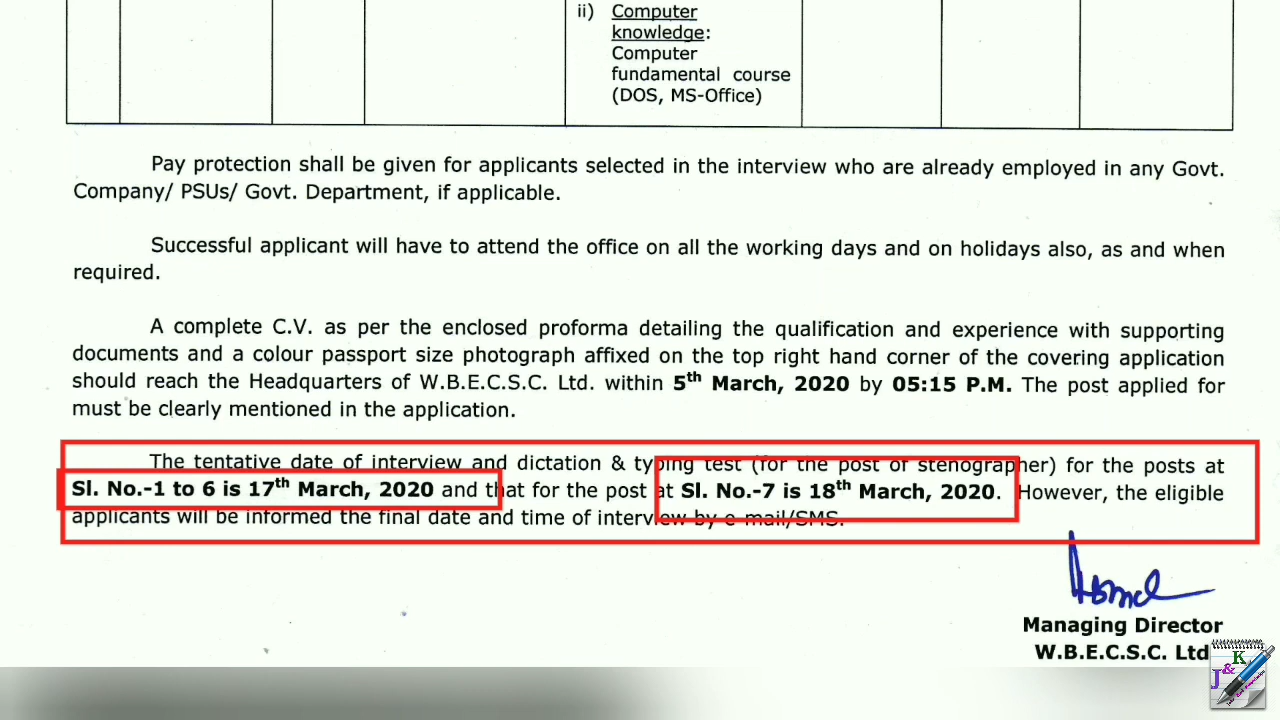 ii) Computer
knowledge:
Computer
fundamental course
(DOS, MS-Office)
Pay protection shall be given for applicants selected in the interview who are already employed in any Govt.
Company/ PSUs/ Govt. Department, if applicable.
Successful applicant will have to attend the office on all the working days and on holidays also, as and when
required.
A complete C.V. as per the enclosed proforma detailing the qualification and experience with supporting
documents and a colour passport size photograph affixed on the top right hand corner of the covering application
should reach the Headquarters of W.B.E.C.S.C. Ltd. within 5th March, 2020 by 05:15 P.M. The post applied for
must be clearly mentioned in the application.
The tentative date of interview and dictation & typing test (for the post of stenographer) for the posts at
Sl. No.-1 to 6 is 17th March, 2020 and that for the post at Sl. No.-7 is 18th March, 2020. However, the eligible
applicants will be informed the final date and time of interview by e-mail/SMS.
Managing Director
W.B.E.C.S.C. Ltd
J&K